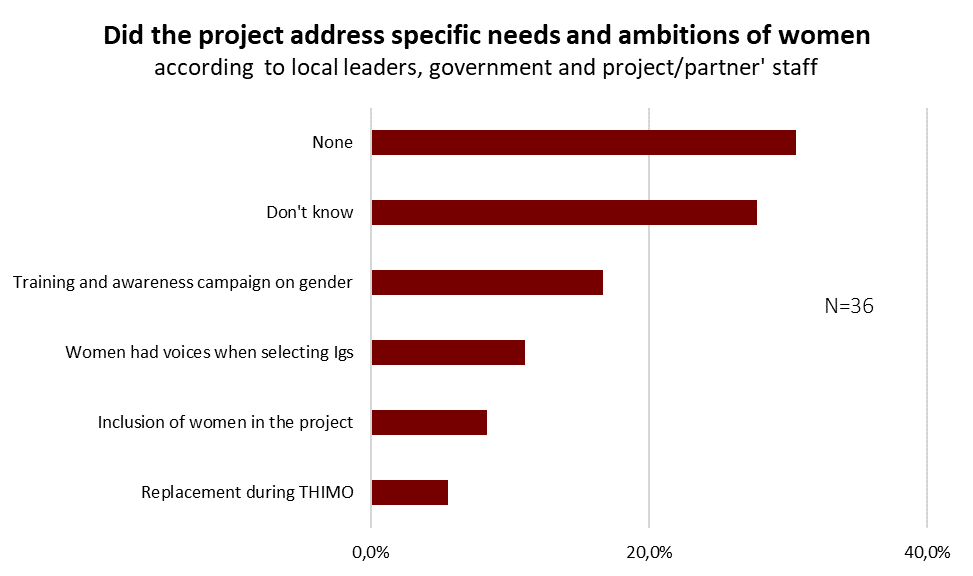 Did the project address specific needs and ambitions of women
according to local leaders, government and project/partner' staff
None
Don't know
Training and awareness campaign on gender
N=36
Women had voices when selecting Igs
Inclusion of women in the project
Replacement during THIMO
0,0%
20,0%
40,0%